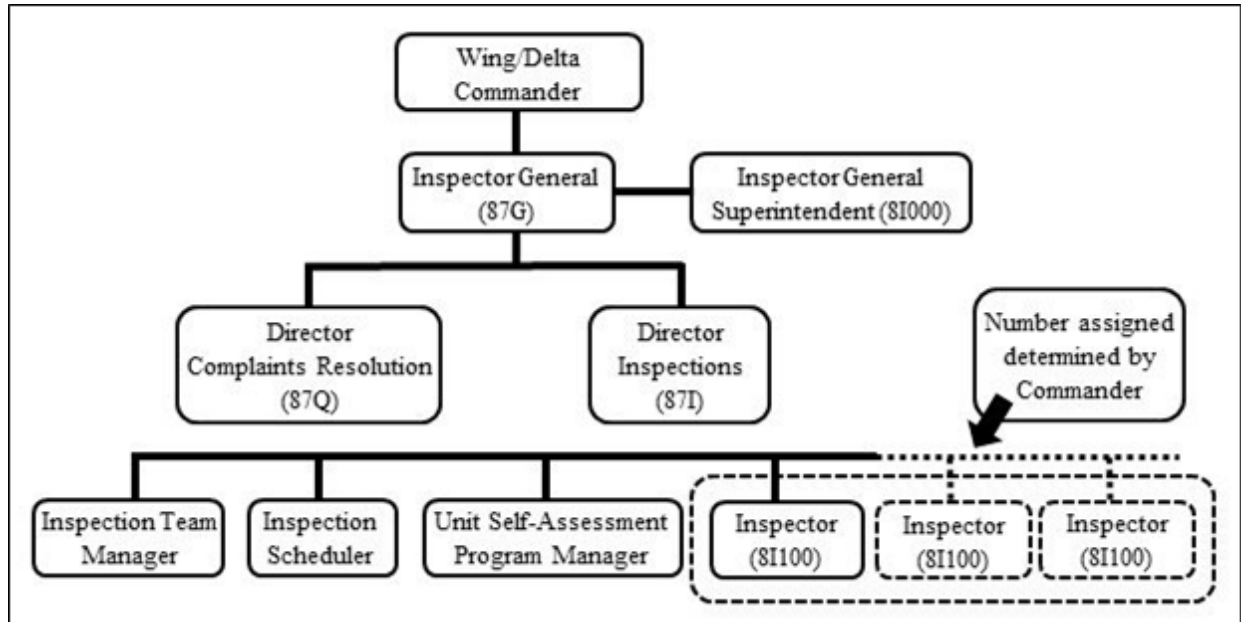 Wing/Delta
Commander
Inspector General
(87G)
Inspector General
Superintendent (8I000)
Director
Complaints Resolution
(87Q)
Director
Inspections
(87I)
Number assigned
determined by
Commander
Inspection Team
Manager
Inspection
Scheduler
Unit Self-Assessment
Program Manager
Inspector
(8I100)
Inspector
(8I100)
Inspector
(8I100)